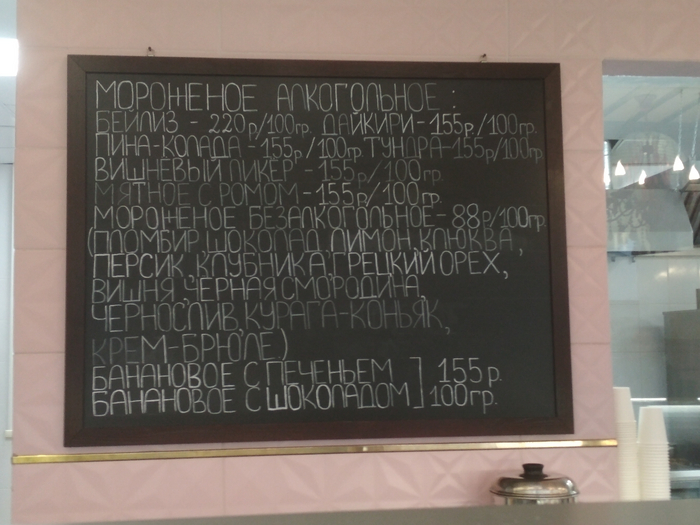 МОРОЖЕНОЕ АЛКОГОЛЬНОЕ:
БЕЙЛИЗ - 220р/100гр. ДАЙКИРИ-155р./100гр.
ПИНА-КОЛАДА-155р/100гр. ТУНДРА-155р/100гр.
ВИШНЕВЫЙ ЛИКЕР -155р/100гр.
МЯТНОЕ С РОМОМ-155р/100гр.
МОРОЖЕНОЕ БЕЗАЛКОГОЛЬНОЕ-88р/100гр.
(ПЛОМБИР, ШОКОЛАД, ЛИМОН, КЛЮКВА,
ПЕРСИК, КЛУБНИКА, ГРЕЦКИЙ ОРЕХ,
ВИШНЯ, ЧЕРНАЯ СМОРОДИНА,
ЧЕРНОСЛИВ, КУРАГА-КОНЬЯК,
КРЕМ-БРЮЛЕ)
БАНАНОВОЕ С ПЕЧЕНЬЕМ ] 155р.
БАНАНОВОЕ С ШОКОЛАДОМ ] 100гр.